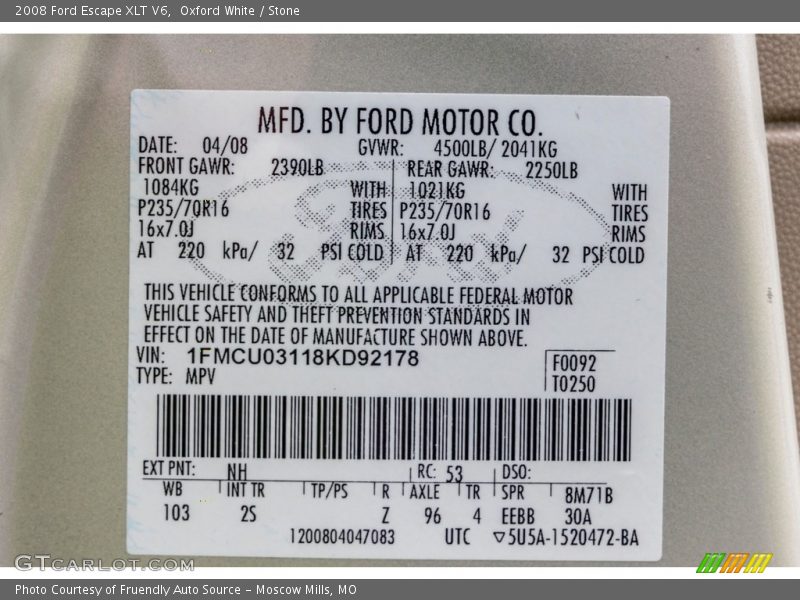 2008 Ford Escape XLT V6,  Oxford White / Stone
MFD. BY FORD MOTOR CO.
DATE: 04/08 GVWR: 4500LB/ 2041KG
FRONT GAWR: 2390LB REAR GAWR: 2250LB
1084KG WITH 1021KG WITH
P235/70R16 TIRES P235/70R16 TIRES
16x7.0J RIMS 16x7.0J RIMS
AT 220 kPa/ 32 PSI COLD AT 220 kPa/ 32 PSI COLD
THIS VEHICLE CONFORMS TO ALL APPLICABLE FEDERAL MOTOR
VEHICLE SAFETY AND THEFT PREVENTION STANDARDS IN
EFFECT ON THE DATE OF MANUFACTURE SHOWN ABOVE.
VIN: 1FMCU03118KD92178 F0092
TYPE: MPV T0250
EXT PNT: NH RC: 53 DSO:
WB INT TR TP/PS R AXLE TR SPR 8M71B
103 2S Z 96 4 EEBB 30A
1200804047083 UTC ▽5U5A-1520472-BA
GTCarLot.com
Photo Courtesy of Fruendly Auto Source – Moscow Mills, MO